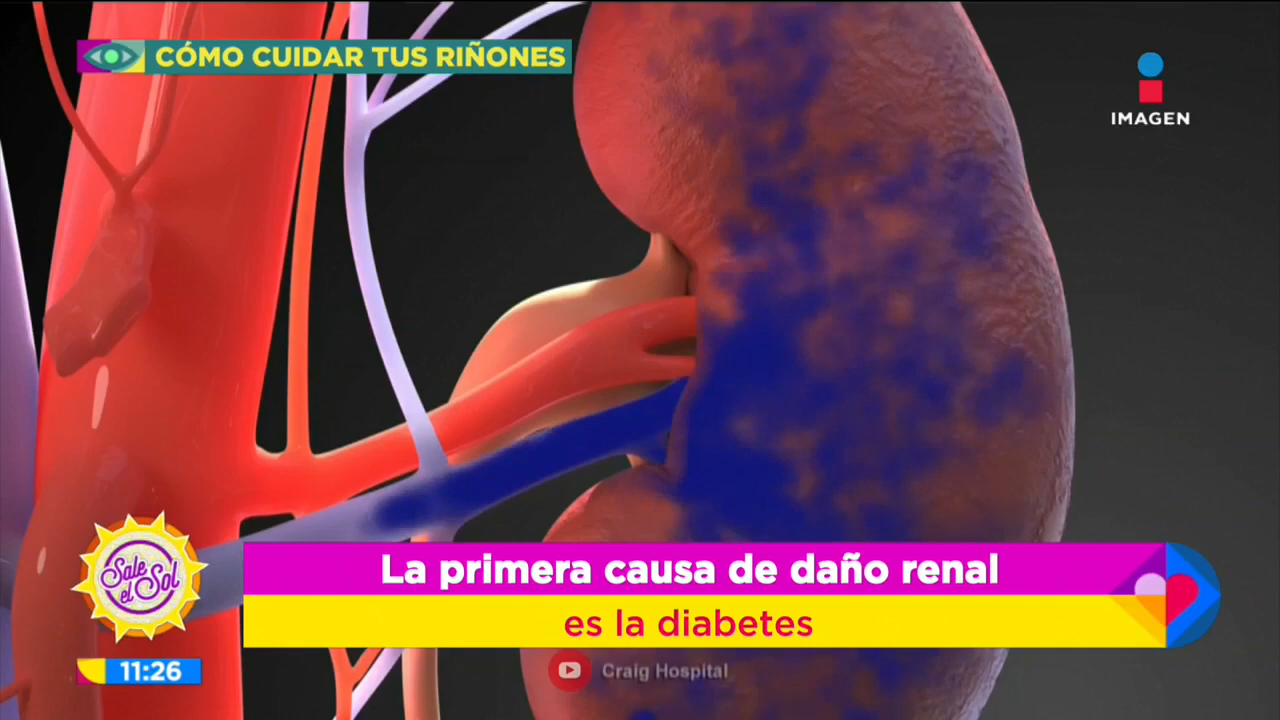 CÓMO CUIDAR TUS RIÑONES
IMAGEN
La primera causa de daño renal
es la diabetes
Sale
el Sol
11:26
Craig Hospital